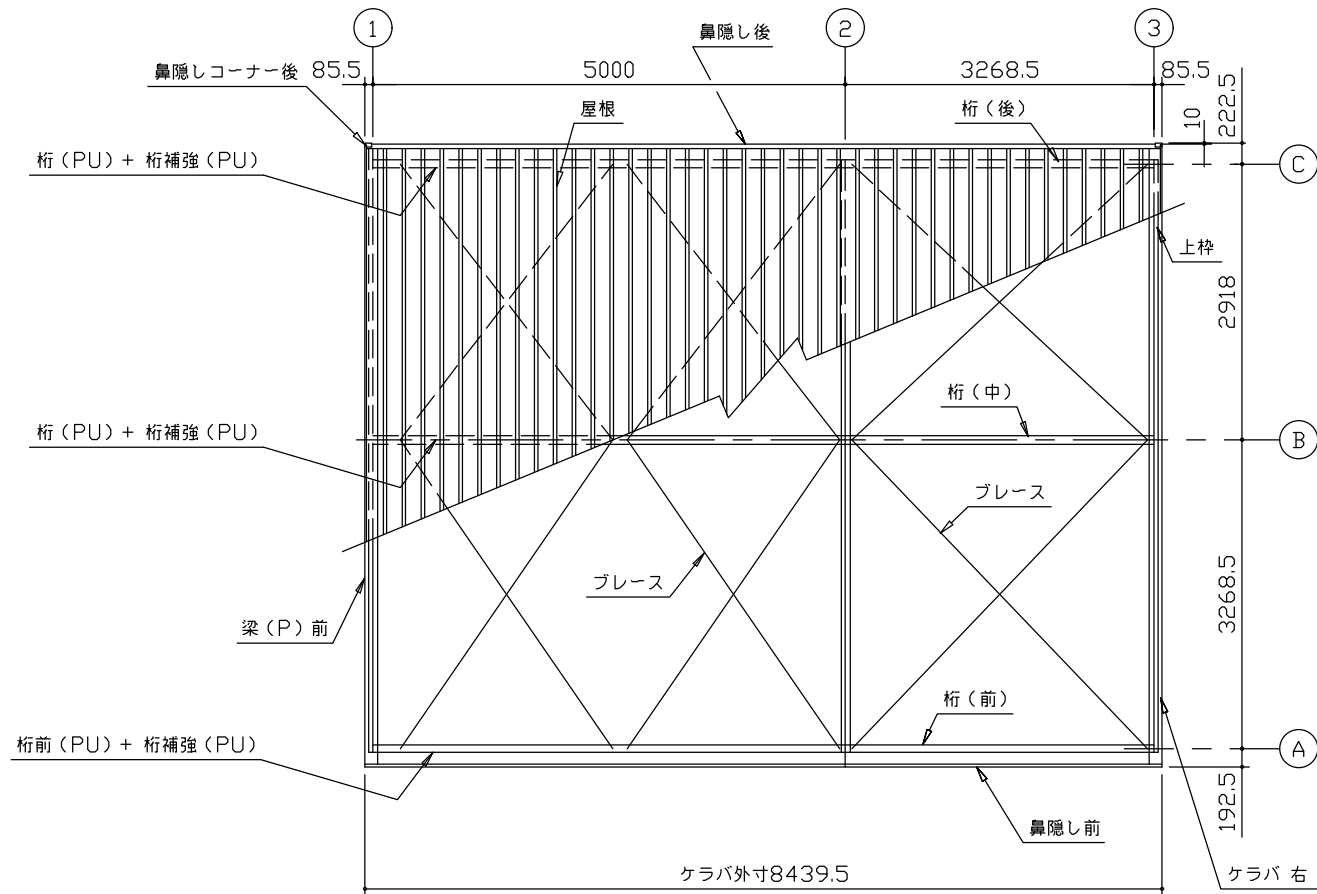 1
2
3
鼻隠し後
鼻隠しコーナー後
85.5
5000
3268.5
85.5
222.5
10
屋根
桁(後)
桁(PU)+ 桁補強(PU)
C
上枠
2918
桁(中)
桁(PU)+ 桁補強(PU)
B
ブレース
ブレース
3268.5
梁(P)前
桁(前)
桁前(PU)+ 桁補強(PU)
A
192.5
鼻隠し前
ケラバ外寸8439.5
ケラバ 右